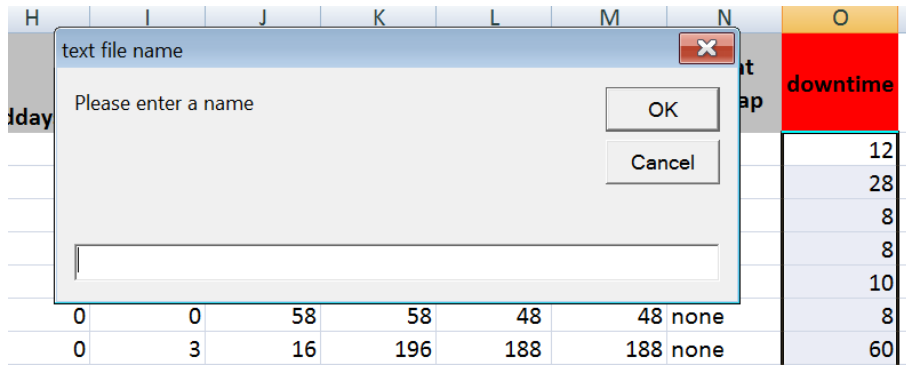 H I J K L M N O
text file name
Please enter a name
OK
Cancel
downtime
12
28
8
8
10
0 0 58 58 48 48 none 8
0 3 16 196 188 188 none 60